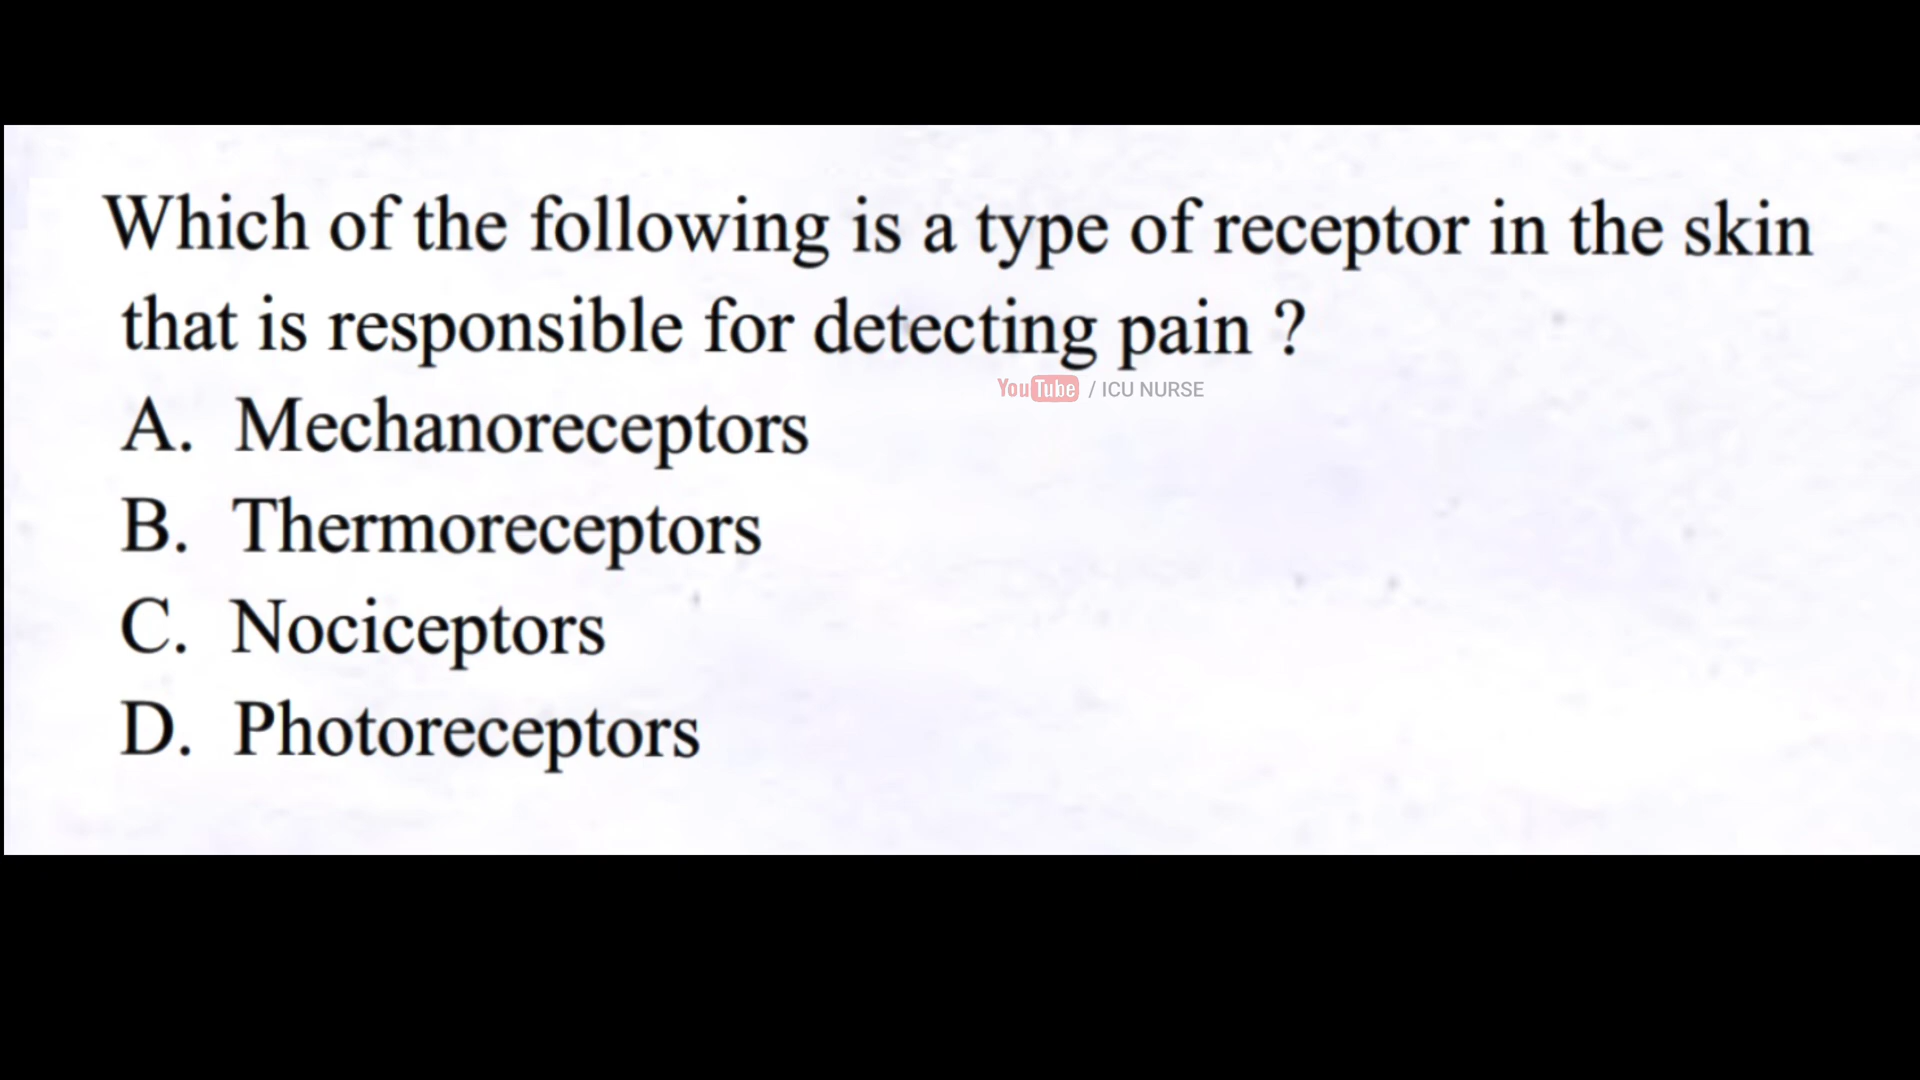 Which of the following is a type of receptor in the skin
that is responsible for detecting pain ?
YouTube / ICU NURSE
A. Mechanoreceptors
B. Thermoreceptors
C. Nociceptors
D. Photoreceptors